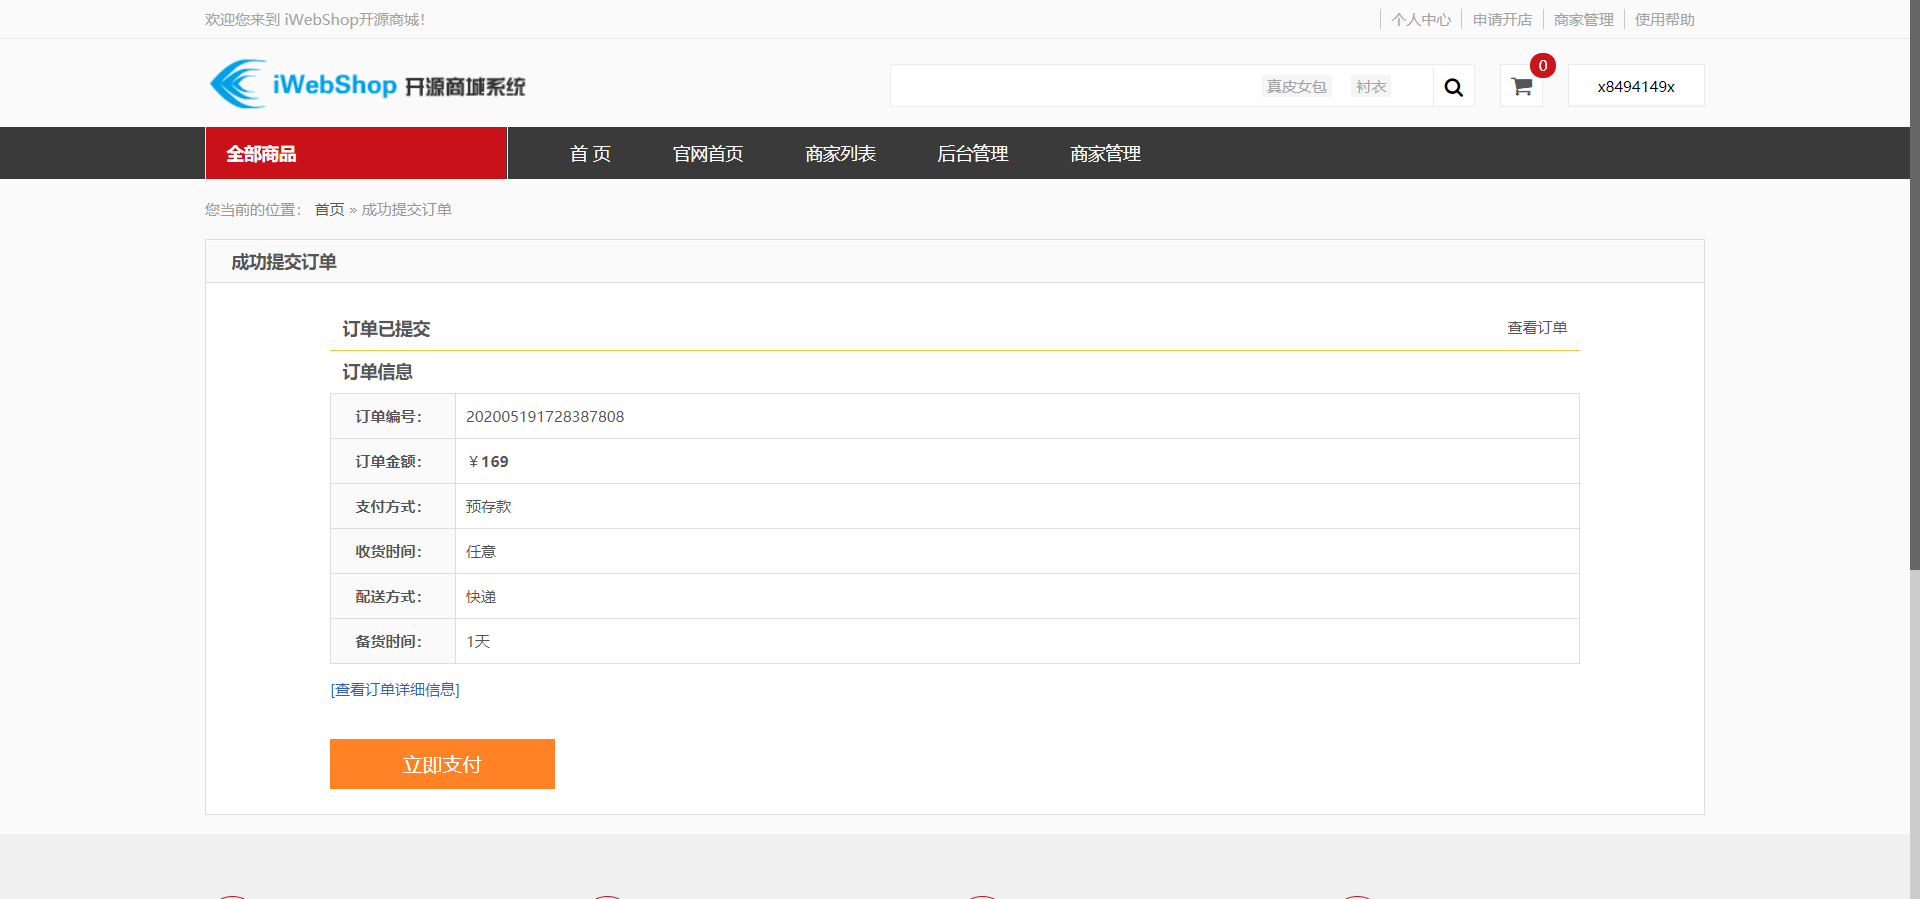 欢迎您来到 iWebShop开源商城！
个人中心 申请开店 商家管理 使用帮助
iWebShop 开源商城系统
真皮女包 衬衣
0
x8494149x
全部商品 首 页 官网首页 商家列表 后台管理 商家管理
您当前的位置： 首页 » 成功提交订单
成功提交订单
订单已提交 查看订单
订单信息
订单编号： 202005191728387808
订单金额： ￥169
支付方式： 预存款
收货时间： 任意
配送方式： 快递
备货时间： 1天
[查看订单详细信息]
立即支付